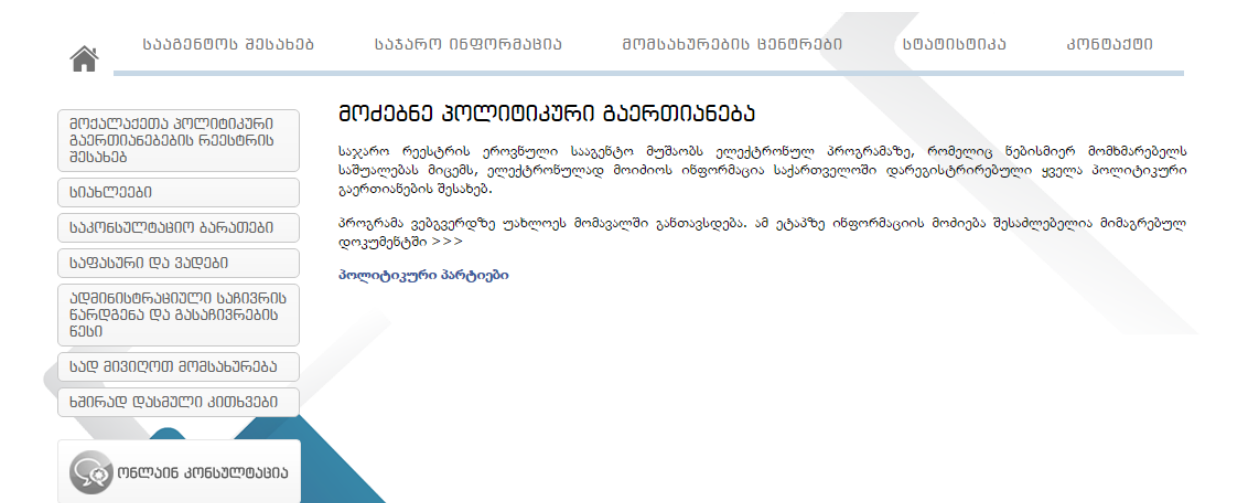 სააგენტოს შესახებ
საჯარო ინფორმაცია
მომსახურების ცენტრები
სტატისტიკა
კონტაქტი
მოქალაქეთა პოლიტიკური
გაერთიანებების რეესტრის
შესახებ
სიახლეები
საკონსულტაციო ბარათები
საფასური და ვადები
ადმინისტრაციული საჩივრის
წარდგენა და გასაჩივრების
წესი
სად მივიღოთ მომსახურება
ხშირად დასმული კითხვები
ონლაინ კონსულტაცია
მოძებნე პოლიტიკური გაერთიანება
საჯარო რეესტრის ეროვნული სააგენტო მუშაობს ელექტრონულ პროგრამაზე, რომელიც ნებისმიერ მომხმარებელს
საშუალებას მიცემს, ელექტრონულად მოიძიოს ინფორმაცია საქართველოში დარეგისტრირებული ყველა პოლიტიკური
გაერთიანების შესახებ.
პროგრამა ვებგვერდზე უახლოეს მომავალში განთავსდება. ამ ეტაპზე ინფორმაციის მოძიება შესაძლებელია მიმაგრებულ
დოკუმენტში >>>
პოლიტიკური პარტიები